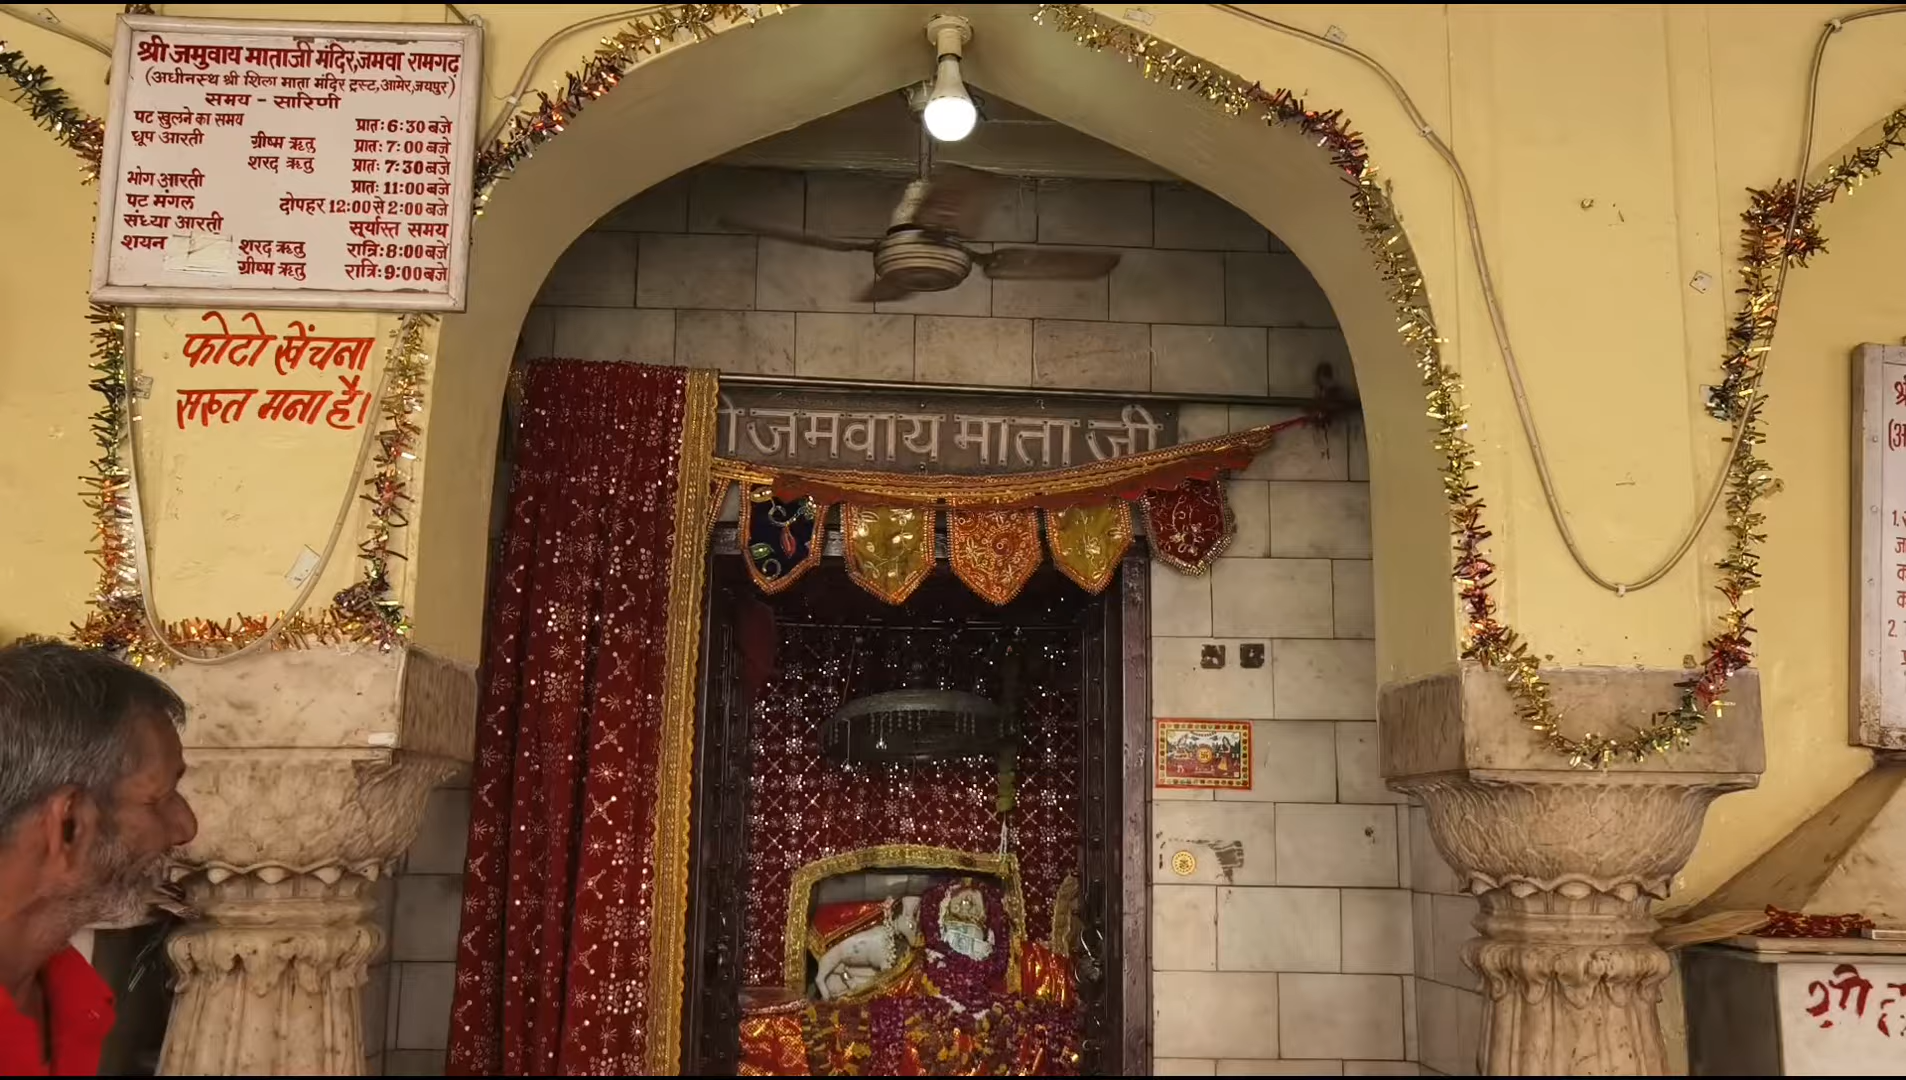 श्री जमुवाय माताजी मंदिर,जमवा रामगढ
(अधीनस्थ श्री शिला माता मंदिर ट्रस्ट,आमेर,जयपुर)
समय - सारिणी
पट खुलने का समय प्रात: 6:30 बजे
धूप आरती ग्रीष्म ऋतु प्रात: 7:00 बजे
शरद ऋतु प्रात: 7:30 बजे
भोग आरती प्रात: 11:00 बजे
पट मंगल दोपहर 12:00 से 2:00 बजे
संध्या आरती सूर्यास्त समय
शयन शरद ऋतु रात्रि: 8:00 बजे
ग्रीष्म ऋतु रात्रि: 9:00 बजे
फोटो खेंचना
सख्त मना है।
जमवाय माता जी
1.
2.
श्री